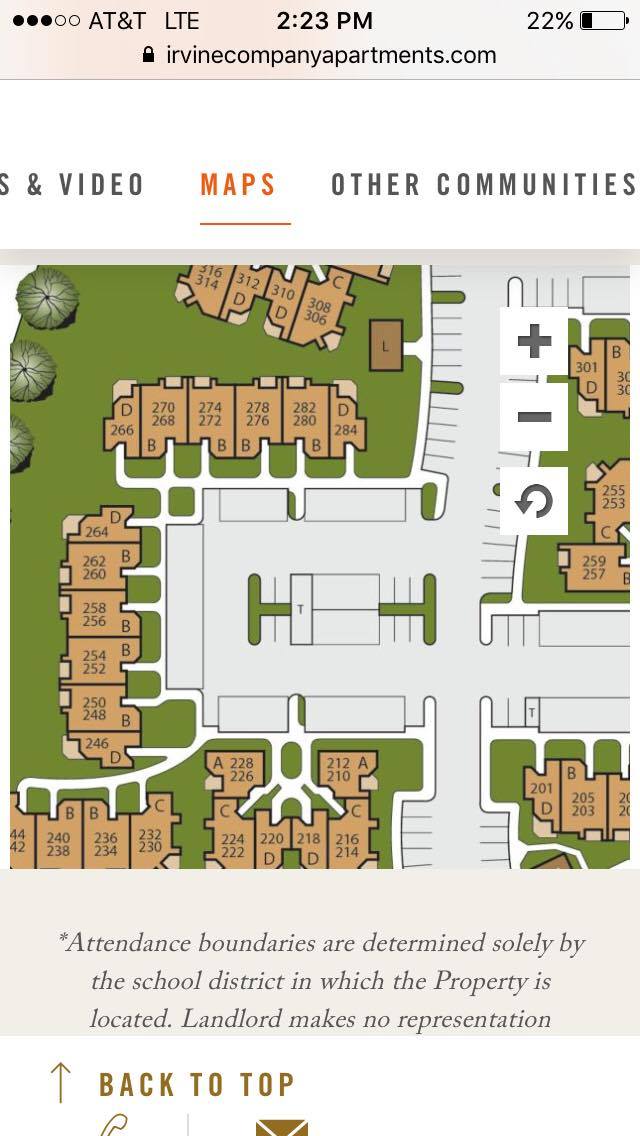 AT&T LTE 2:23 PM 22%
irvinecompanyapartments.com
S & VIDEO MAPS OTHER COMMUNITIES
316
314
312
D
310
D
308
306
C
L
301
D
B
30
30
D
266
270
268
B
274
272
B
278
276
B
282
280
B
D
284
255
253
C
259
257
B
D
264
262
260
B
258
256
B
254
252
B
250
248
B
246
D
T
T
A 228
226
212 A
210
C
224
222
220
D
218
D
C
216
214
201
D
B
205
203
20
44
42
B
240
238
B
236
234
C
232
230
*Attendance boundaries are determined solely by
the school district in which the Property is
located. Landlord makes no representation
BACK TO TOP